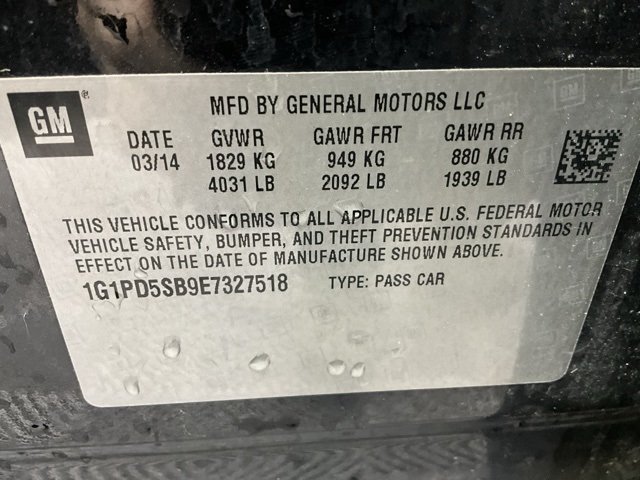 GM® MFD BY GENERAL MOTORS LLC
DATE GVWR GAWR FRT GAWR RR
03/14 1829 KG 949 KG 880 KG
4031 LB 2092 LB 1939 LB
THIS VEHICLE CONFORMS TO ALL APPLICABLE U.S. FEDERAL MOTOR
VEHICLE SAFETY, BUMPER, AND THEFT PREVENTION STANDARDS IN
EFFECT ON THE DATE OF MANUFACTURE SHOWN ABOVE.
1G1PD5SB9E7327518 TYPE: PASS CAR